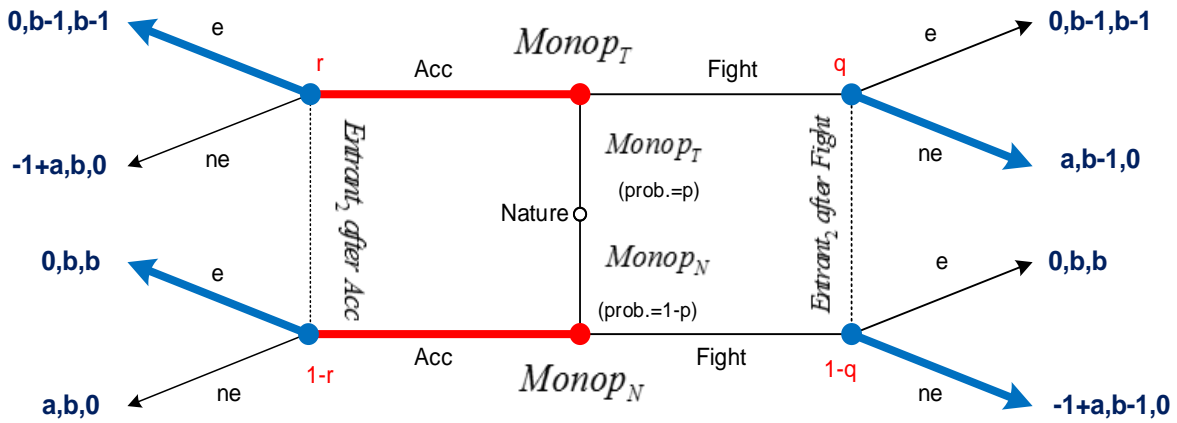 0,b-1,b-1
e
r
Acc
Monop_T
Fight
q
e
0,b-1,b-1
-1+a,b,0
ne
Entrant_2 after Acc
Monop_T
(prob.=p)
Entrant_2 after Fight
ne
a,b-1,0
Nature
0,b,b
e
Monop_N
e
0,b,b
(prob.=1-p)
a,b,0
ne
1-r
Acc
Monop_N
Fight
1-q
ne
-1+a,b-1,0